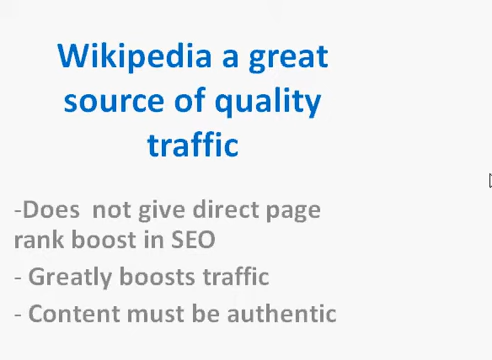 Wikipedia a great
source of quality
traffic
-Does  not give direct page
rank boost in SEO
- Greatly boosts traffic
- Content must be authentic